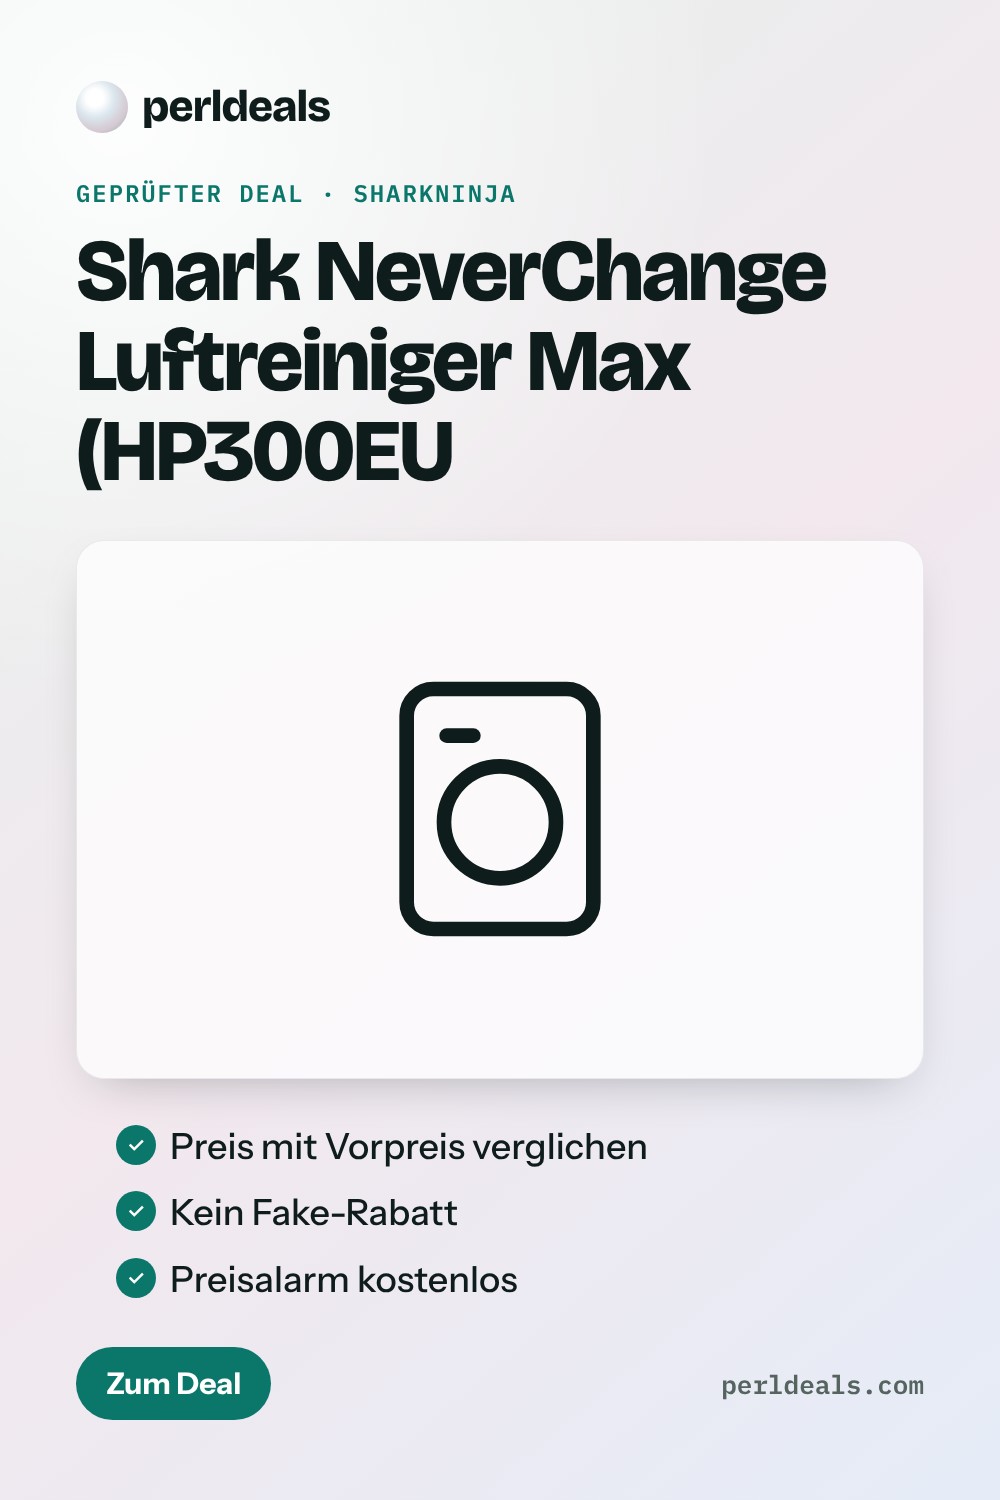 perldeals
GEPRÜFTER DEAL · SHARKNINJA
Shark NeverChange
Luftreiniger Max
(HP300EU
Preis mit Vorpreis verglichen
Kein Fake-Rabatt
Preisalarm kostenlos
Zum Deal
perldeals.com